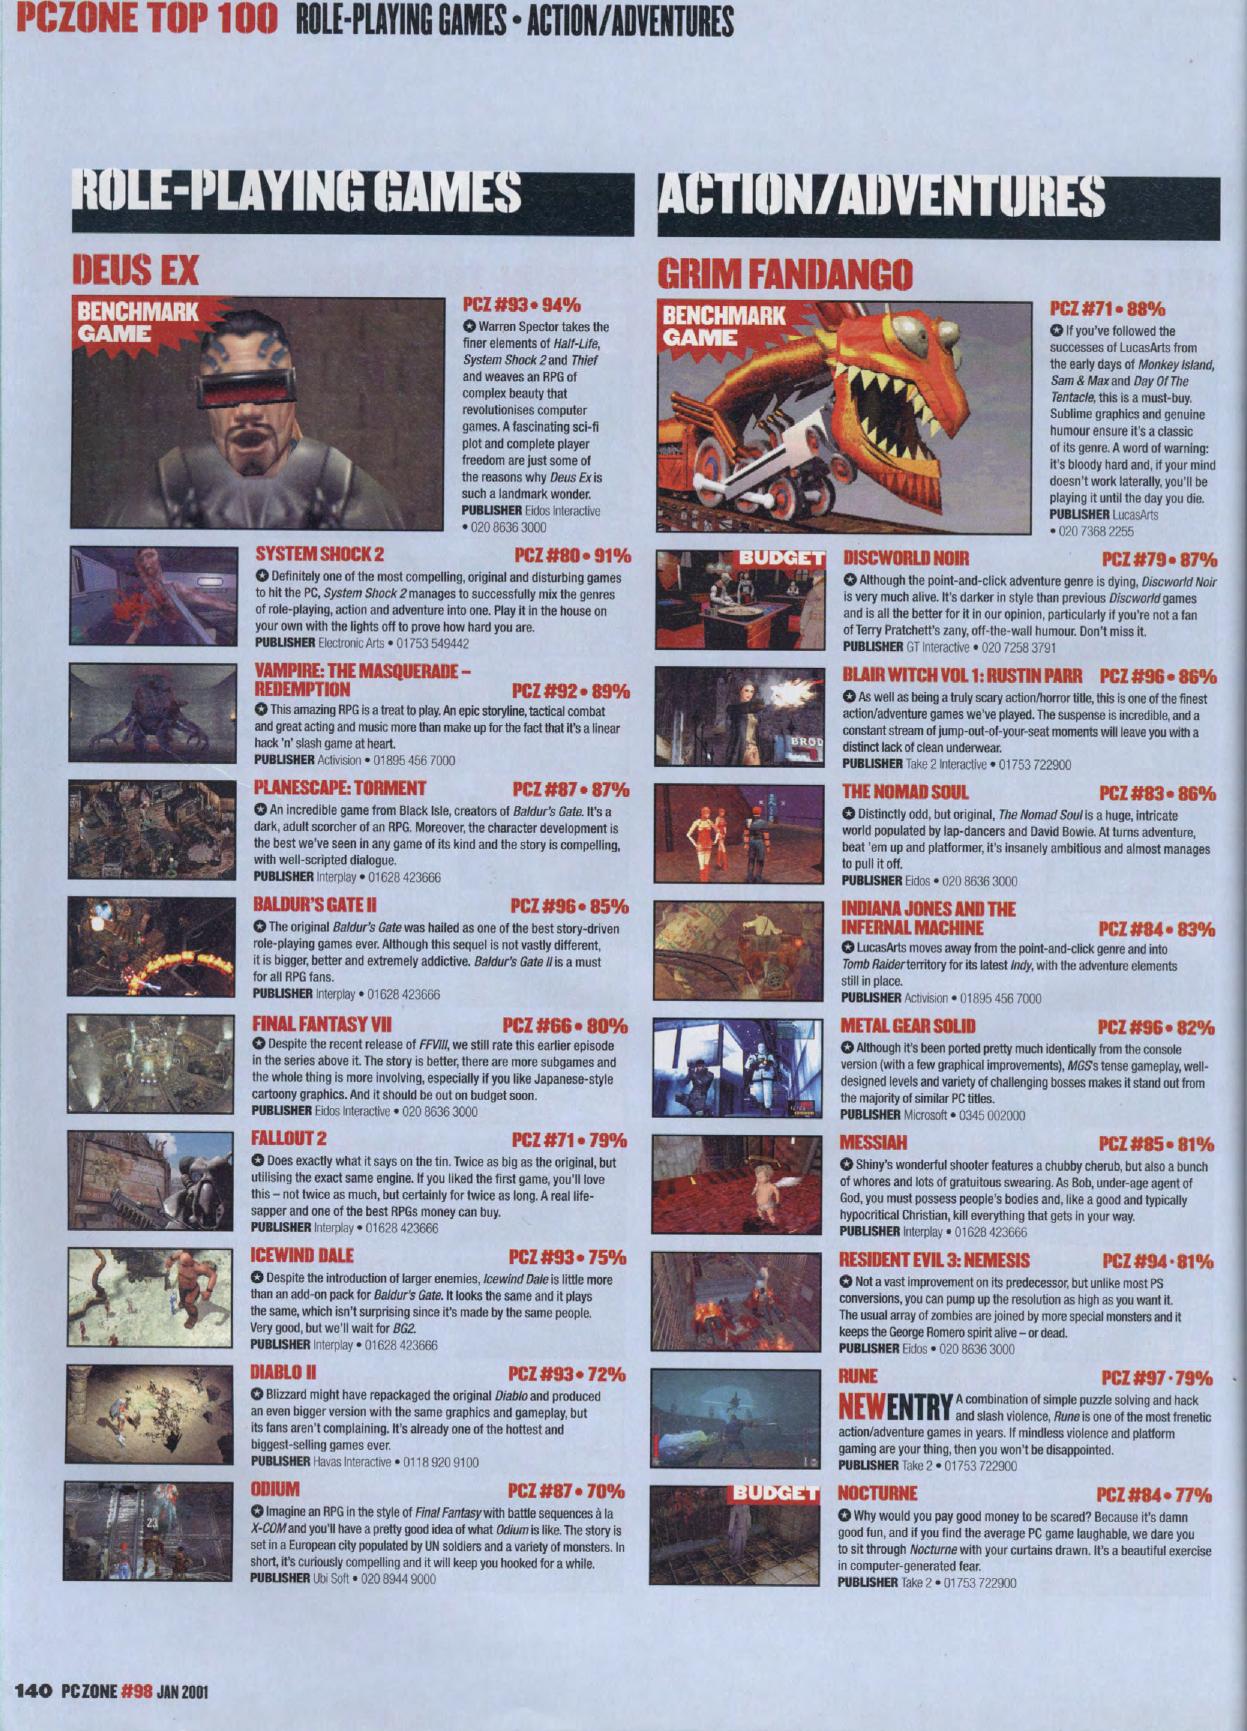 PCZONE TOP 100 ROLE-PLAYING GAMES • ACTION/ADVENTURES
ROLE-PLAYING GAMES
DEUS EX
BENCHMARK
GAME
PCZ #93 • 94%
Warren Spector takes the
finer elements of Half-Life,
System Shock 2 and Thief
and weaves an RPG of
complex beauty that
revolutionises computer
games. A fascinating sci-fi
plot and complete player
freedom are just some of
the reasons why Deus Ex is
such a landmark wonder.
PUBLISHER Eidos Interactive
• 020 8636 3000
SYSTEM SHOCK 2 PCZ #80 • 91%
Definitely one of the most compelling, original and disturbing games
to hit the PC, System Shock 2 manages to successfully mix the genres
of role-playing, action and adventure into one. Play it in the house on
your own with the lights off to prove how hard you are.
PUBLISHER Electronic Arts • 01753 549442
VAMPIRE: THE MASQUERADE –
REDEMPTION PCZ #92 • 89%
This amazing RPG is a treat to play. An epic storyline, tactical combat
and great acting and music more than make up for the fact that it's a linear
hack 'n' slash game at heart.
PUBLISHER Activision • 01895 456 7000
PLANESCAPE: TORMENT PCZ #87 • 87%
An incredible game from Black Isle, creators of Baldur's Gate. It's a
dark, adult scorcher of an RPG. Moreover, the character development is
the best we've seen in any game of its kind and the story is compelling,
with well-scripted dialogue.
PUBLISHER Interplay • 01628 423666
BALDUR'S GATE II PCZ #96 • 85%
The original Baldur's Gate was hailed as one of the best story-driven
role-playing games ever. Although this sequel is not vastly different,
it is bigger, better and extremely addictive. Baldur's Gate II is a must
for all RPG fans.
PUBLISHER Interplay • 01628 423666
FINAL FANTASY VII PCZ #66 • 80%
Despite the recent release of FFVIII, we still rate this earlier episode
in the series above it. The story is better, there are more subgames and
the whole thing is more involving, especially if you like Japanese-style
cartoony graphics. And it should be out on budget soon.
PUBLISHER Eidos Interactive • 020 8636 3000
FALLOUT 2 PCZ #71 • 79%
Does exactly what it says on the tin. Twice as big as the original, but
utilising the exact same engine. If you liked the first game, you'll love
this – not twice as much, but certainly for twice as long. A real life-
sapper and one of the best RPGs money can buy.
PUBLISHER Interplay • 01628 423666
ICEWIND DALE PCZ #93 • 75%
Despite the introduction of larger enemies, Icewind Dale is little more
than an add-on pack for Baldur's Gate. It looks the same and it plays
the same, which isn't surprising since it's made by the same people.
Very good, but we'll wait for BG2.
PUBLISHER Interplay • 01628 423666
DIABLO II PCZ #93 • 72%
Blizzard might have repackaged the original Diablo and produced
an even bigger version with the same graphics and gameplay, but
its fans aren't complaining. It's already one of the hottest and
biggest-selling games ever.
PUBLISHER Havas Interactive • 0118 920 9100
23
ODIUM PCZ #87 • 70%
Imagine an RPG in the style of Final Fantasy with battle sequences à la
X-COM and you'll have a pretty good idea of what Odium is like. The story is
set in a European city populated by UN soldiers and a variety of monsters. In
short, it's curiously compelling and it will keep you hooked for a while.
PUBLISHER Ubi Soft • 020 8944 9000
ACTION/ADVENTURES
GRIM FANDANGO
BENCHMARK
GAME
PCZ #71 • 88%
If you've followed the
successes of LucasArts from
the early days of Monkey Island,
Sam & Max and Day Of The
Tentacle, this is a must-buy.
Sublime graphics and genuine
humour ensure it's a classic
of its genre. A word of warning:
it's bloody hard and, if your mind
doesn't work laterally, you'll be
playing it until the day you die.
PUBLISHER LucasArts
• 020 7368 2255
BUDGET
DISCWORLD NOIR PCZ #79 • 87%
Although the point-and-click adventure genre is dying, Discworld Noir
is very much alive. It's darker in style than previous Discworld games
and is all the better for it in our opinion, particularly if you're not a fan
of Terry Pratchett's zany, off-the-wall humour. Don't miss it.
PUBLISHER GT Interactive • 020 7258 3791
BROD
BLAIR WITCH VOL 1: RUSTIN PARR PCZ #96 • 86%
As well as being a truly scary action/horror title, this is one of the finest
action/adventure games we've played. The suspense is incredible, and a
constant stream of jump-out-of-your-seat moments will leave you with a
distinct lack of clean underwear.
PUBLISHER Take 2 Interactive • 01753 722900
THE NOMAD SOUL PCZ #83 • 86%
Distinctly odd, but original, The Nomad Soul is a huge, intricate
world populated by lap-dancers and David Bowie. At turns adventure,
beat 'em up and platformer, it's insanely ambitious and almost manages
to pull it off.
PUBLISHER Eidos • 020 8636 3000
INDIANA JONES AND THE
INFERNAL MACHINE PCZ #84 • 83%
LucasArts moves away from the point-and-click genre and into
Tomb Raider territory for its latest Indy, with the adventure elements
still in place.
PUBLISHER Activision • 01895 456 7000
METAL GEAR SOLID PCZ #96 • 82%
Although it's been ported pretty much identically from the console
version (with a few graphical improvements), MGS's tense gameplay, well-
designed levels and variety of challenging bosses makes it stand out from
the majority of similar PC titles.
PUBLISHER Microsoft • 0345 002000
MESSIAH PCZ #85 • 81%
Shiny's wonderful shooter features a chubby cherub, but also a bunch
of whores and lots of gratuitous swearing. As Bob, under-age agent of
God, you must possess people's bodies and, like a good and typically
hypocritical Christian, kill everything that gets in your way.
PUBLISHER Interplay • 01628 423666
RESIDENT EVIL 3: NEMESIS PCZ #94 • 81%
Not a vast improvement on its predecessor, but unlike most PS
conversions, you can pump up the resolution as high as you want it.
The usual array of zombies are joined by more special monsters and it
keeps the George Romero spirit alive – or dead.
PUBLISHER Eidos • 020 8636 3000
RUNE PCZ #97 • 79%
NEW ENTRY A combination of simple puzzle solving and hack
and slash violence, Rune is one of the most frenetic
action/adventure games in years. If mindless violence and platform
gaming are your thing, then you won't be disappointed.
PUBLISHER Take 2 • 01753 722900
BUDGET
NOCTURNE PCZ #84 • 77%
Why would you pay good money to be scared? Because it's damn
good fun, and if you find the average PC game laughable, we dare you
to sit through Nocturne with your curtains drawn. It's a beautiful exercise
in computer-generated fear.
PUBLISHER Take 2 • 01753 722900
140 PCZONE #98 JAN 2001